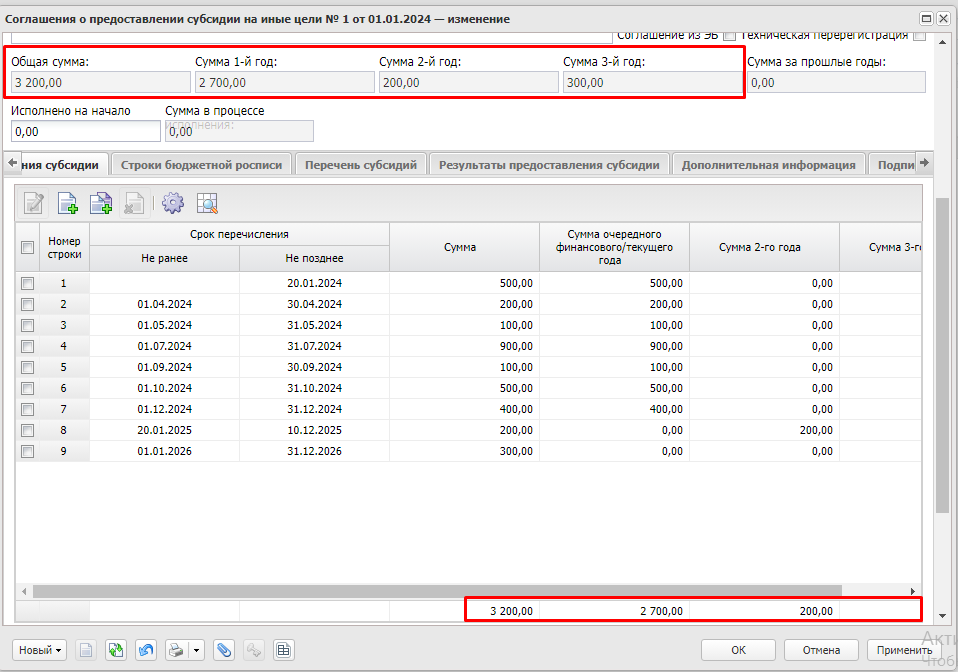 Соглашения о предоставлении субсидии на иные цели № 1 от 01.01.2024 — изменение
Соглашение из ЭБ Техническая перерегистрация
Общая сумма: Сумма 1-й год: Сумма 2-й год: Сумма 3-й год: Сумма за прошлые годы:
3 200,00 2 700,00 200,00 300,00 0,00
Исполнено на начало Сумма в процессе
исполнения:
0,00 0,00
ния субсидии Строки бюджетной росписи Перечень субсидий Результаты предоставления субсидии Дополнительная информация Подпи
Номер строки Срок перечисления Сумма Сумма очередного финансового/текущего года Сумма 2-го года Сумма 3-г
Не ранее Не позднее
1 20.01.2024 500,00 500,00 0,00
2 01.04.2024 30.04.2024 200,00 200,00 0,00
3 01.05.2024 31.05.2024 100,00 100,00 0,00
4 01.07.2024 31.07.2024 900,00 900,00 0,00
5 01.09.2024 30.09.2024 100,00 100,00 0,00
6 01.10.2024 31.10.2024 500,00 500,00 0,00
7 01.12.2024 31.12.2024 400,00 400,00 0,00
8 20.01.2025 10.12.2025 200,00 0,00 200,00
9 01.01.2026 31.12.2026 300,00 0,00 0,00
3 200,00 2 700,00 200,00
Новый ОК Отмена Применить
Акти
Чтоб